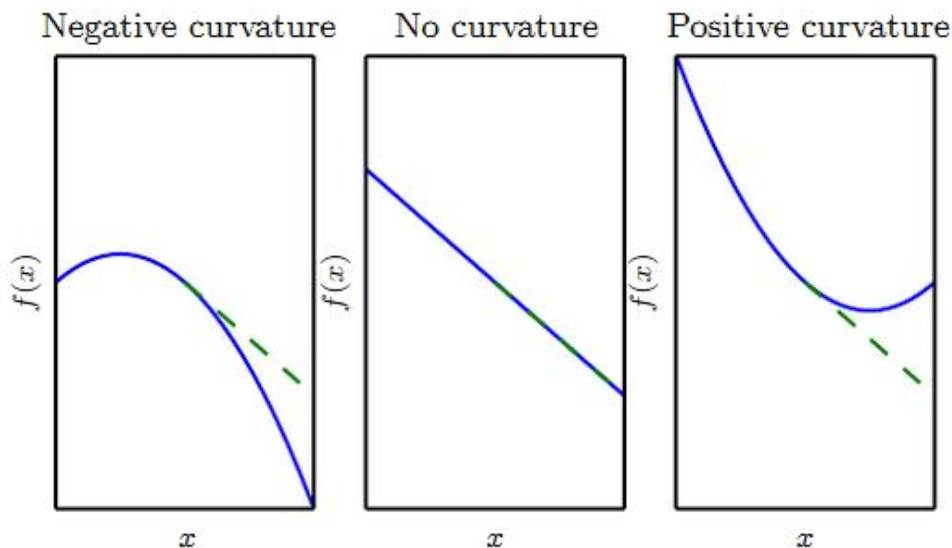 Negative curvature
No curvature
Positive curvature
f(x)
f(x)
f(x)
x
x
x